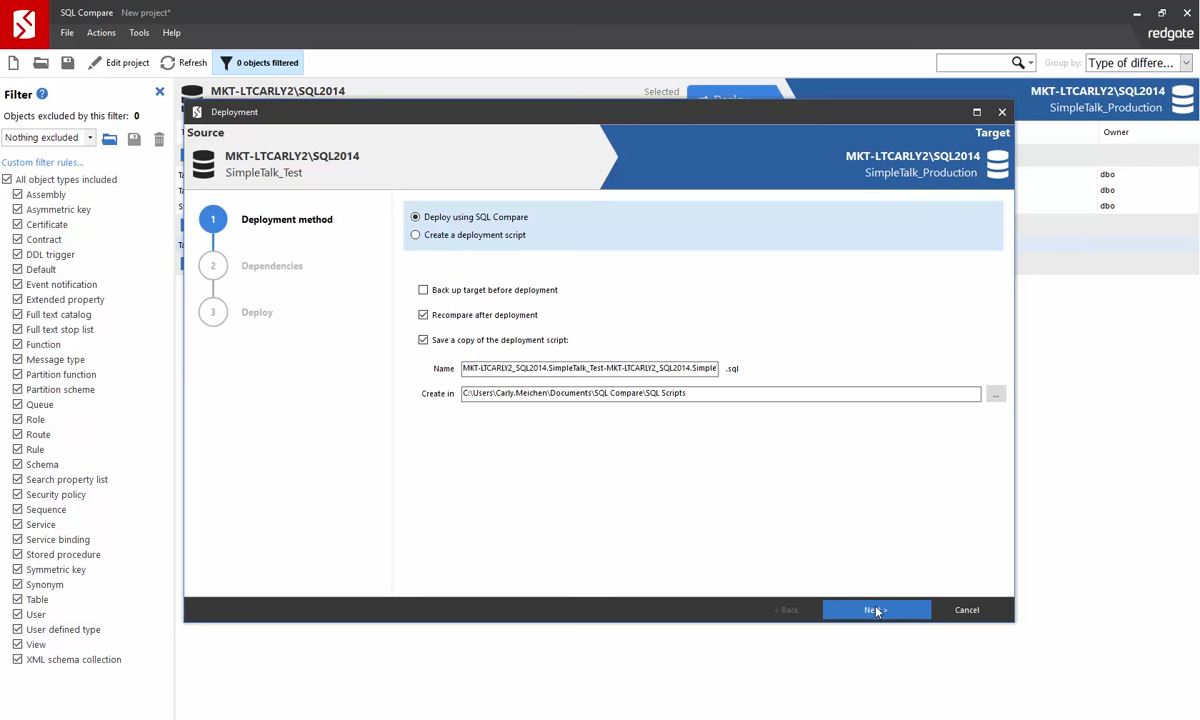 SQL Compare New project*
File Actions Tools Help
redgate
Edit project Refresh 0 objects filtered
Group by: Type of differe...
Filter
Objects excluded by this filter: 0
Nothing excluded
Custom filter rules...
All object types included
Assembly
Asymmetric key
Certificate
Contract
DDL trigger
Default
Event notification
Extended property
Full text catalog
Full text stop list
Function
Message type
Partition function
Partition scheme
Queue
Role
Route
Rule
Schema
Search property list
Security policy
Sequence
Service
Service binding
Stored procedure
Symmetric key
Synonym
Table
User
User defined type
View
XML schema collection
MKT-LTCARLY2\SQL2014
Selected
MKT-LTCARLY2\SQL2014
SimpleTalk_Production
Owner
dbo
dbo
dbo
Deployment
Source
Target
MKT-LTCARLY2\SQL2014
SimpleTalk_Test
MKT-LTCARLY2\SQL2014
SimpleTalk_Production
1 Deployment method
2 Dependencies
3 Deploy
Deploy using SQL Compare
Create a deployment script
Back up target before deployment
Recompare after deployment
Save a copy of the deployment script:
Name MKT-LTCARLY2_SQL2014.SimpleTalk_Test-MKT-LTCARLY2_SQL2014.Simple .sql
Create in C:\Users\Carly.Meichen\Documents\SQL Compare\SQL Scripts ...
< Back
Cancel